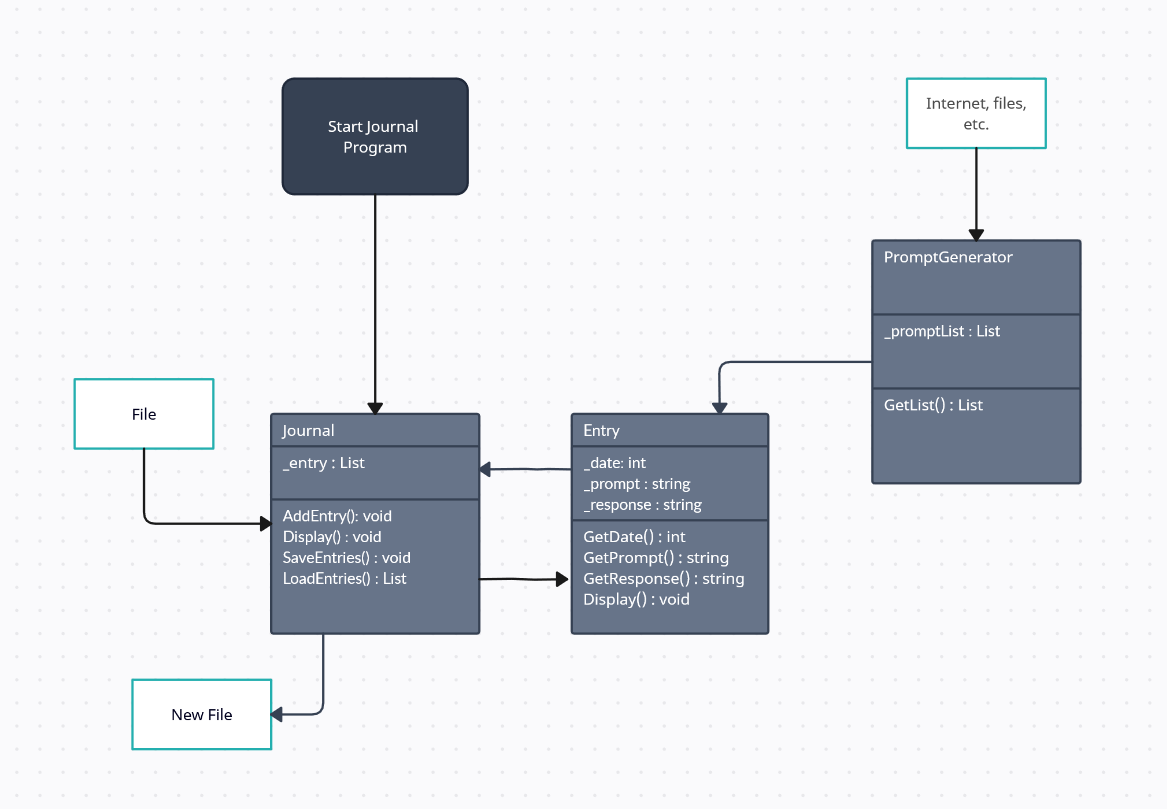 Start Journal
Program
Internet, files,
etc.
PromptGenerator
_promptList : List
GetList() : List
File
Journal
_entry : List
AddEntry(): void
Display() : void
SaveEntries() : void
LoadEntries() : List
Entry
_date: int
_prompt : string
_response : string
GetDate() : int
GetPrompt() : string
GetResponse() : string
Display() : void
New File